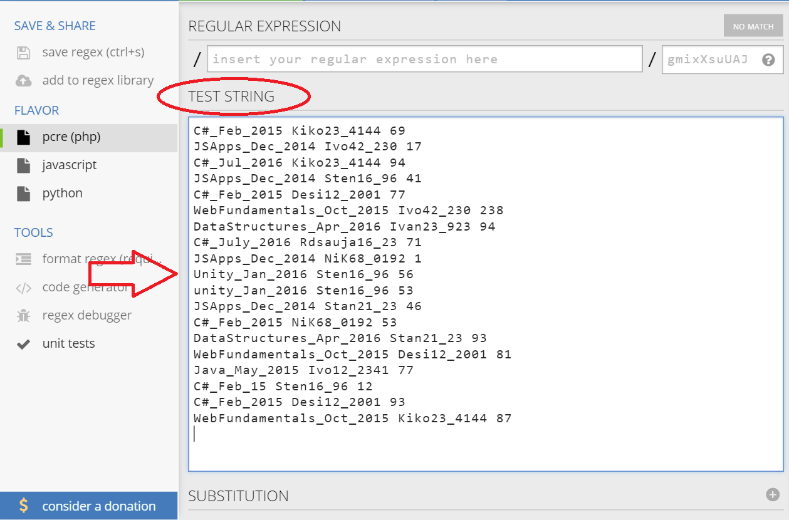 SAVE & SHARE
save regex (ctrl+s)
add to regex library
FLAVOR
pcre (php)
javascript
python
TOOLS
format regex (requi...
code generator
regex debugger
unit tests
$ consider a donation
REGULAR EXPRESSION
NO MATCH
/ insert your regular expression here / gmixXsuUAJ ?
TEST STRING
C#_Feb_2015 Kiko23_4144 69
JSApps_Dec_2014 Ivo42_230 17
C#_Jul_2016 Kiko23_4144 94
JSApps_Dec_2014 Sten16_96 41
C#_Feb_2015 Desi12_2001 77
WebFundamentals_Oct_2015 Ivo42_230 238
DataStructures_Apr_2016 Ivan23_923 94
C#_July_2016 Rdsauja16_23 71
JSApps_Dec_2014 NiK68_0192 1
Unity_Jan_2016 Sten16_96 56
unity_Jan_2016 Sten16_96 53
JSApps_Dec_2014 Stan21_23 46
C#_Feb_2015 NiK68_0192 53
DataStructures_Apr_2016 Stan21_23 93
WebFundamentals_Oct_2015 Desi12_2001 81
Java_May_2015 Ivo12_2341 77
C#_Feb_15 Sten16_96 12
C#_Feb_2015 Desi12_2001 93
WebFundamentals_Oct_2015 Kiko23_4144 87
SUBSTITUTION